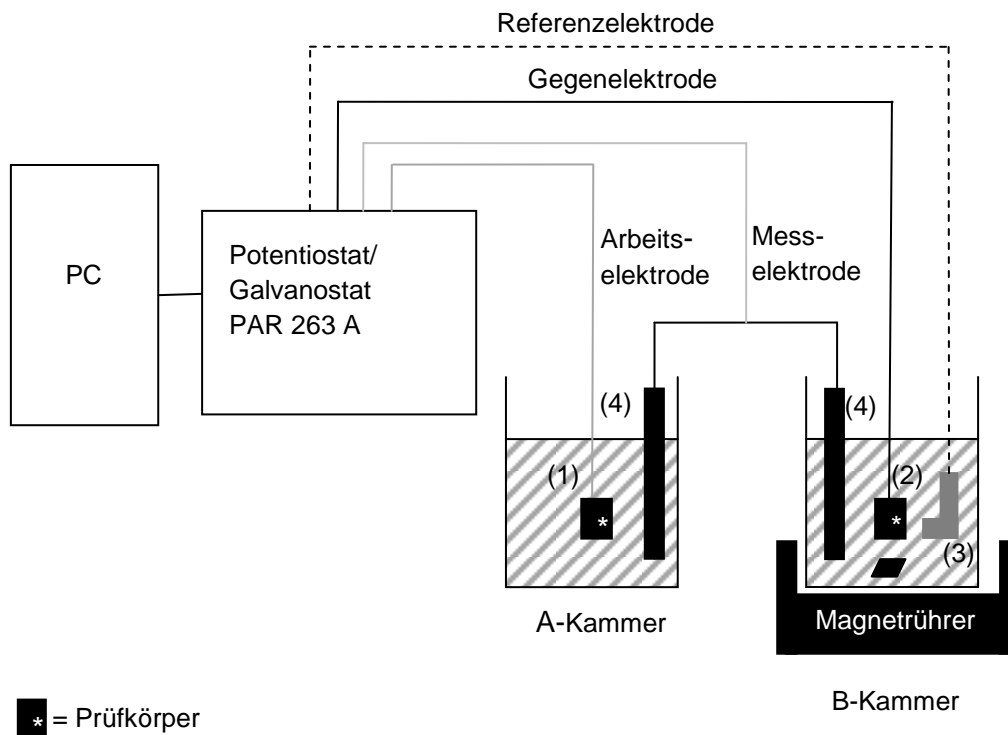 Referenzelektrode
Gegenelektrode
PC
Potentiostat/
Galvanostat
PAR 263 A
Arbeits-
elektrode
Mess-
elektrode
(4)
(4)
(1)
(2)
*
*
(3)
A-Kammer
Magnetrührer
B-Kammer
* = Prüfkörper